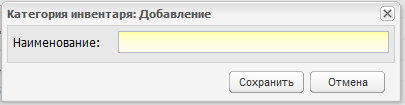 Категория инвентаря: Добавление
Наименование:
Сохранить Отмена